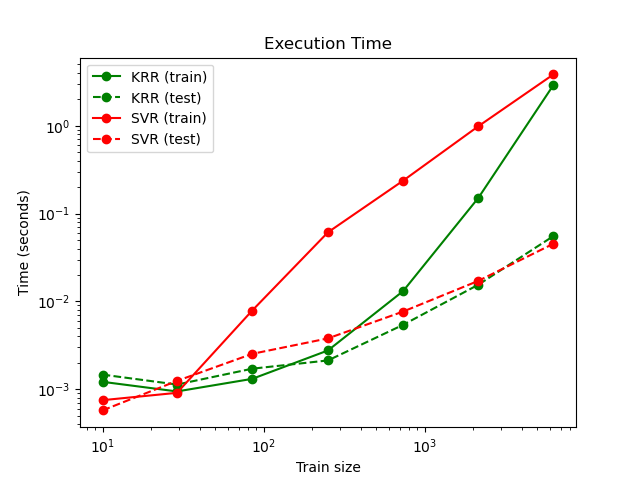 Execution Time
KRR (train)
KRR (test)
SVR (train)
SVR (test)
Time (seconds)
10⁰
10⁻¹
10⁻²
10⁻³
10¹
10²
10³
Train size